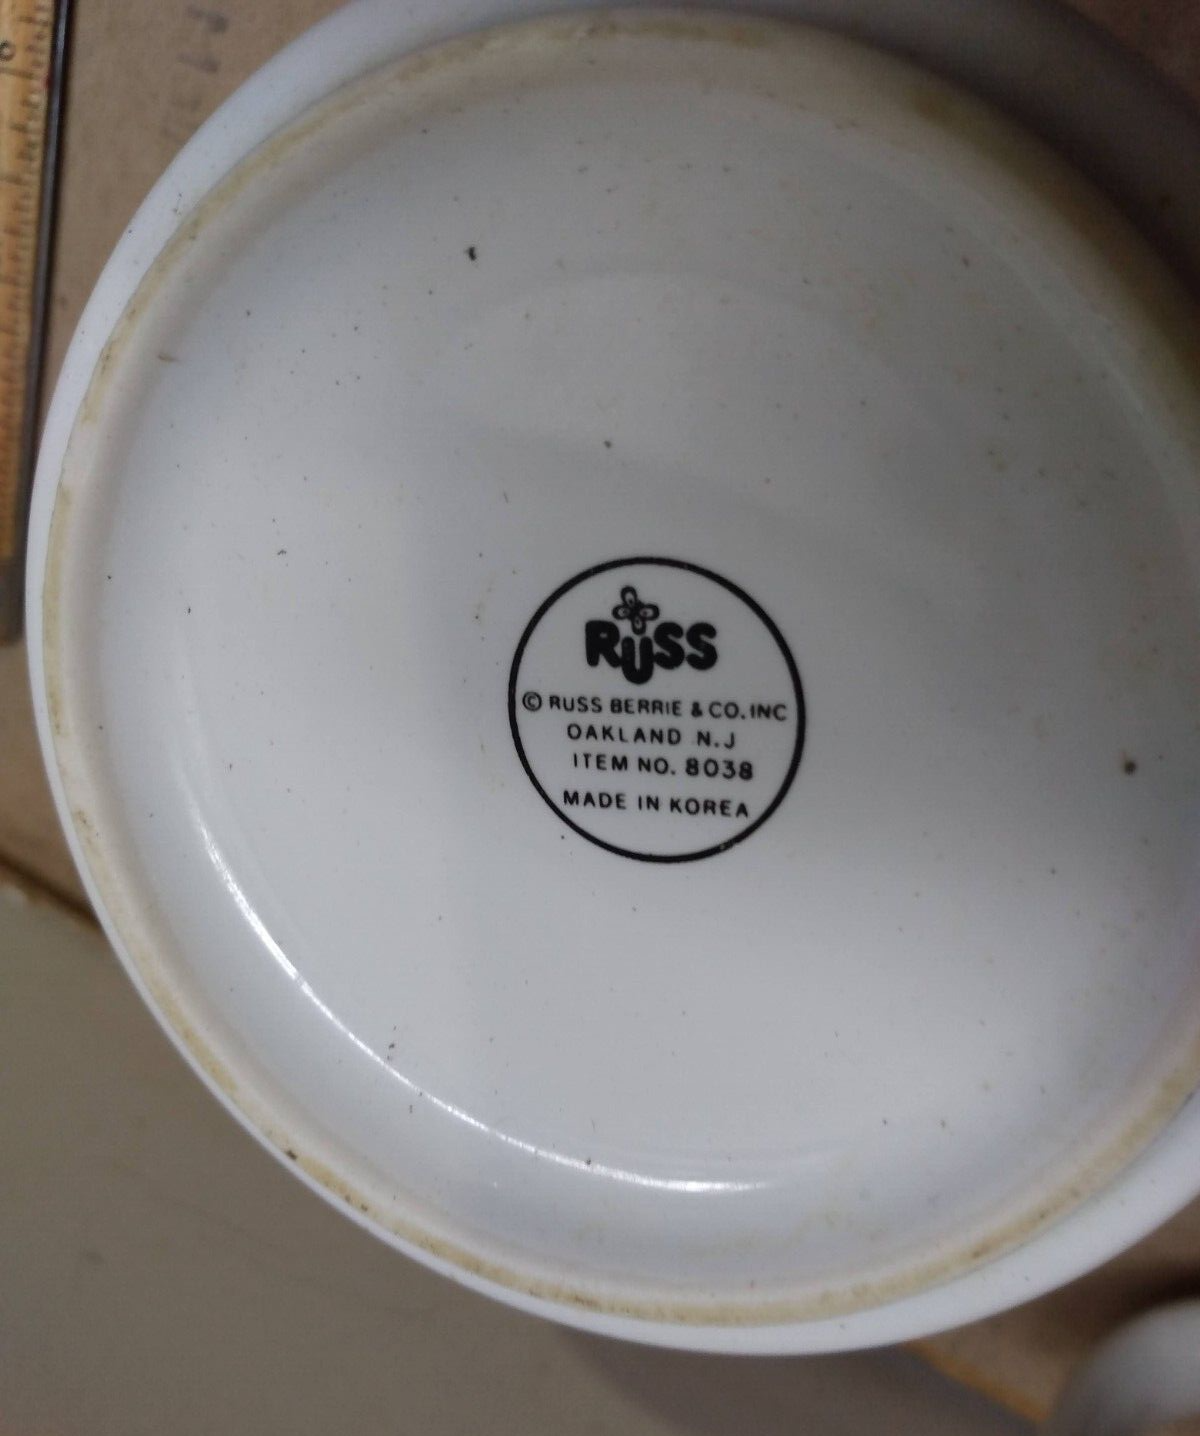 RUSS
© RUSS BERRIE & CO. INC
OAKLAND N.J
ITEM NO. 8038
MADE IN KOREA